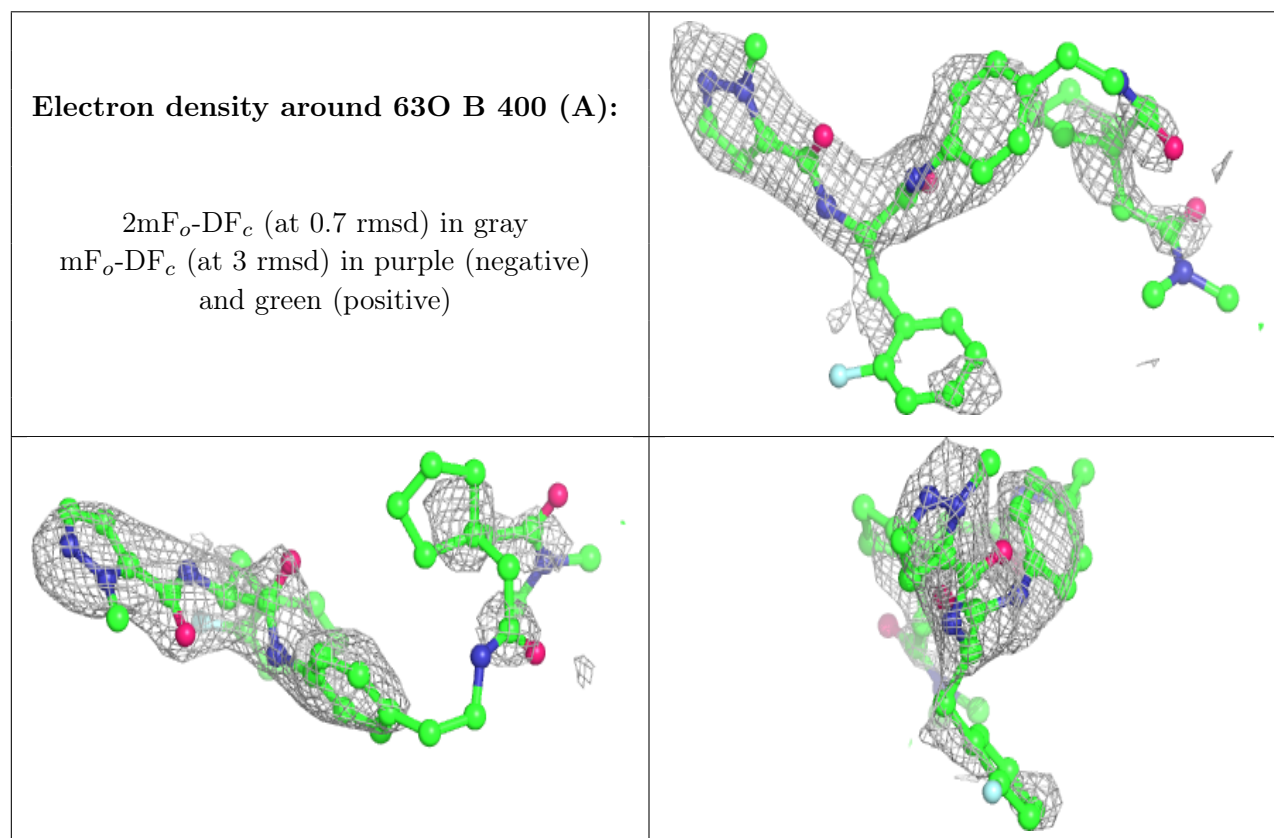 Electron density around 63O B 400 (A):
2mFo-DFc (at 0.7 rmsd) in gray
mFo-DFc (at 3 rmsd) in purple (negative)
and green (positive)